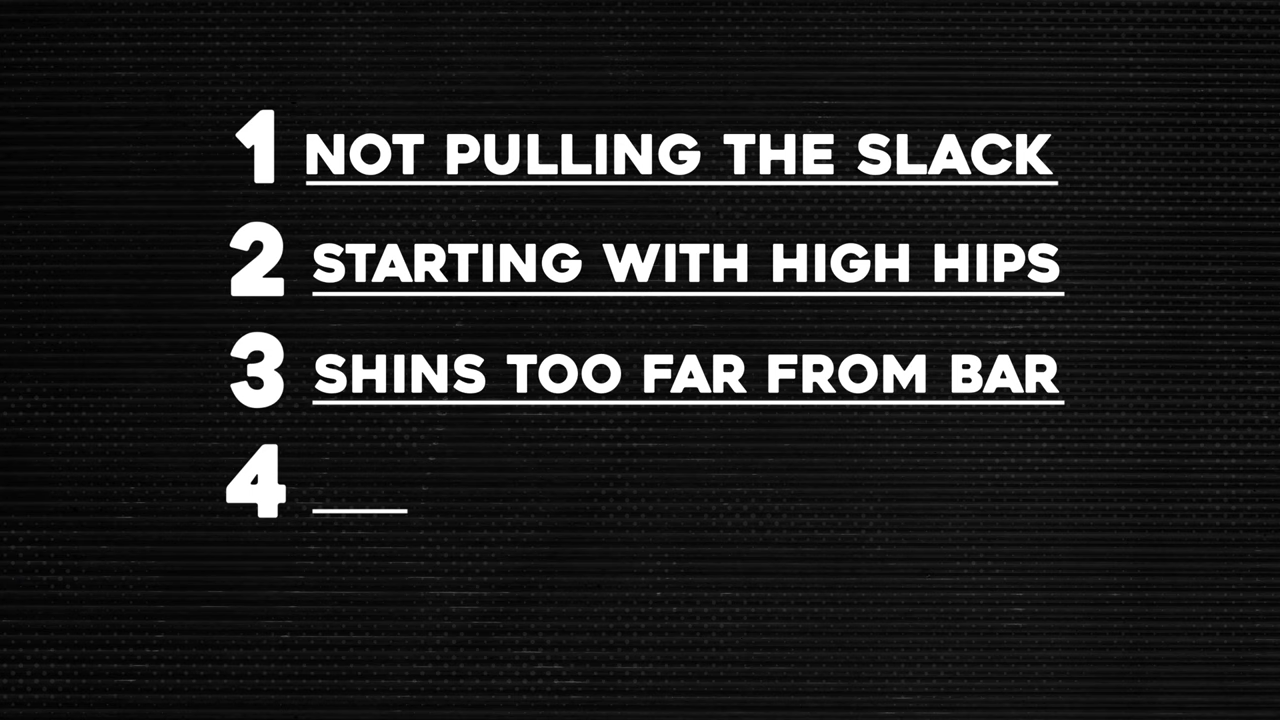 1 NOT PULLING THE SLACK
2 STARTING WITH HIGH HIPS
3 SHINS TOO FAR FROM BAR
4